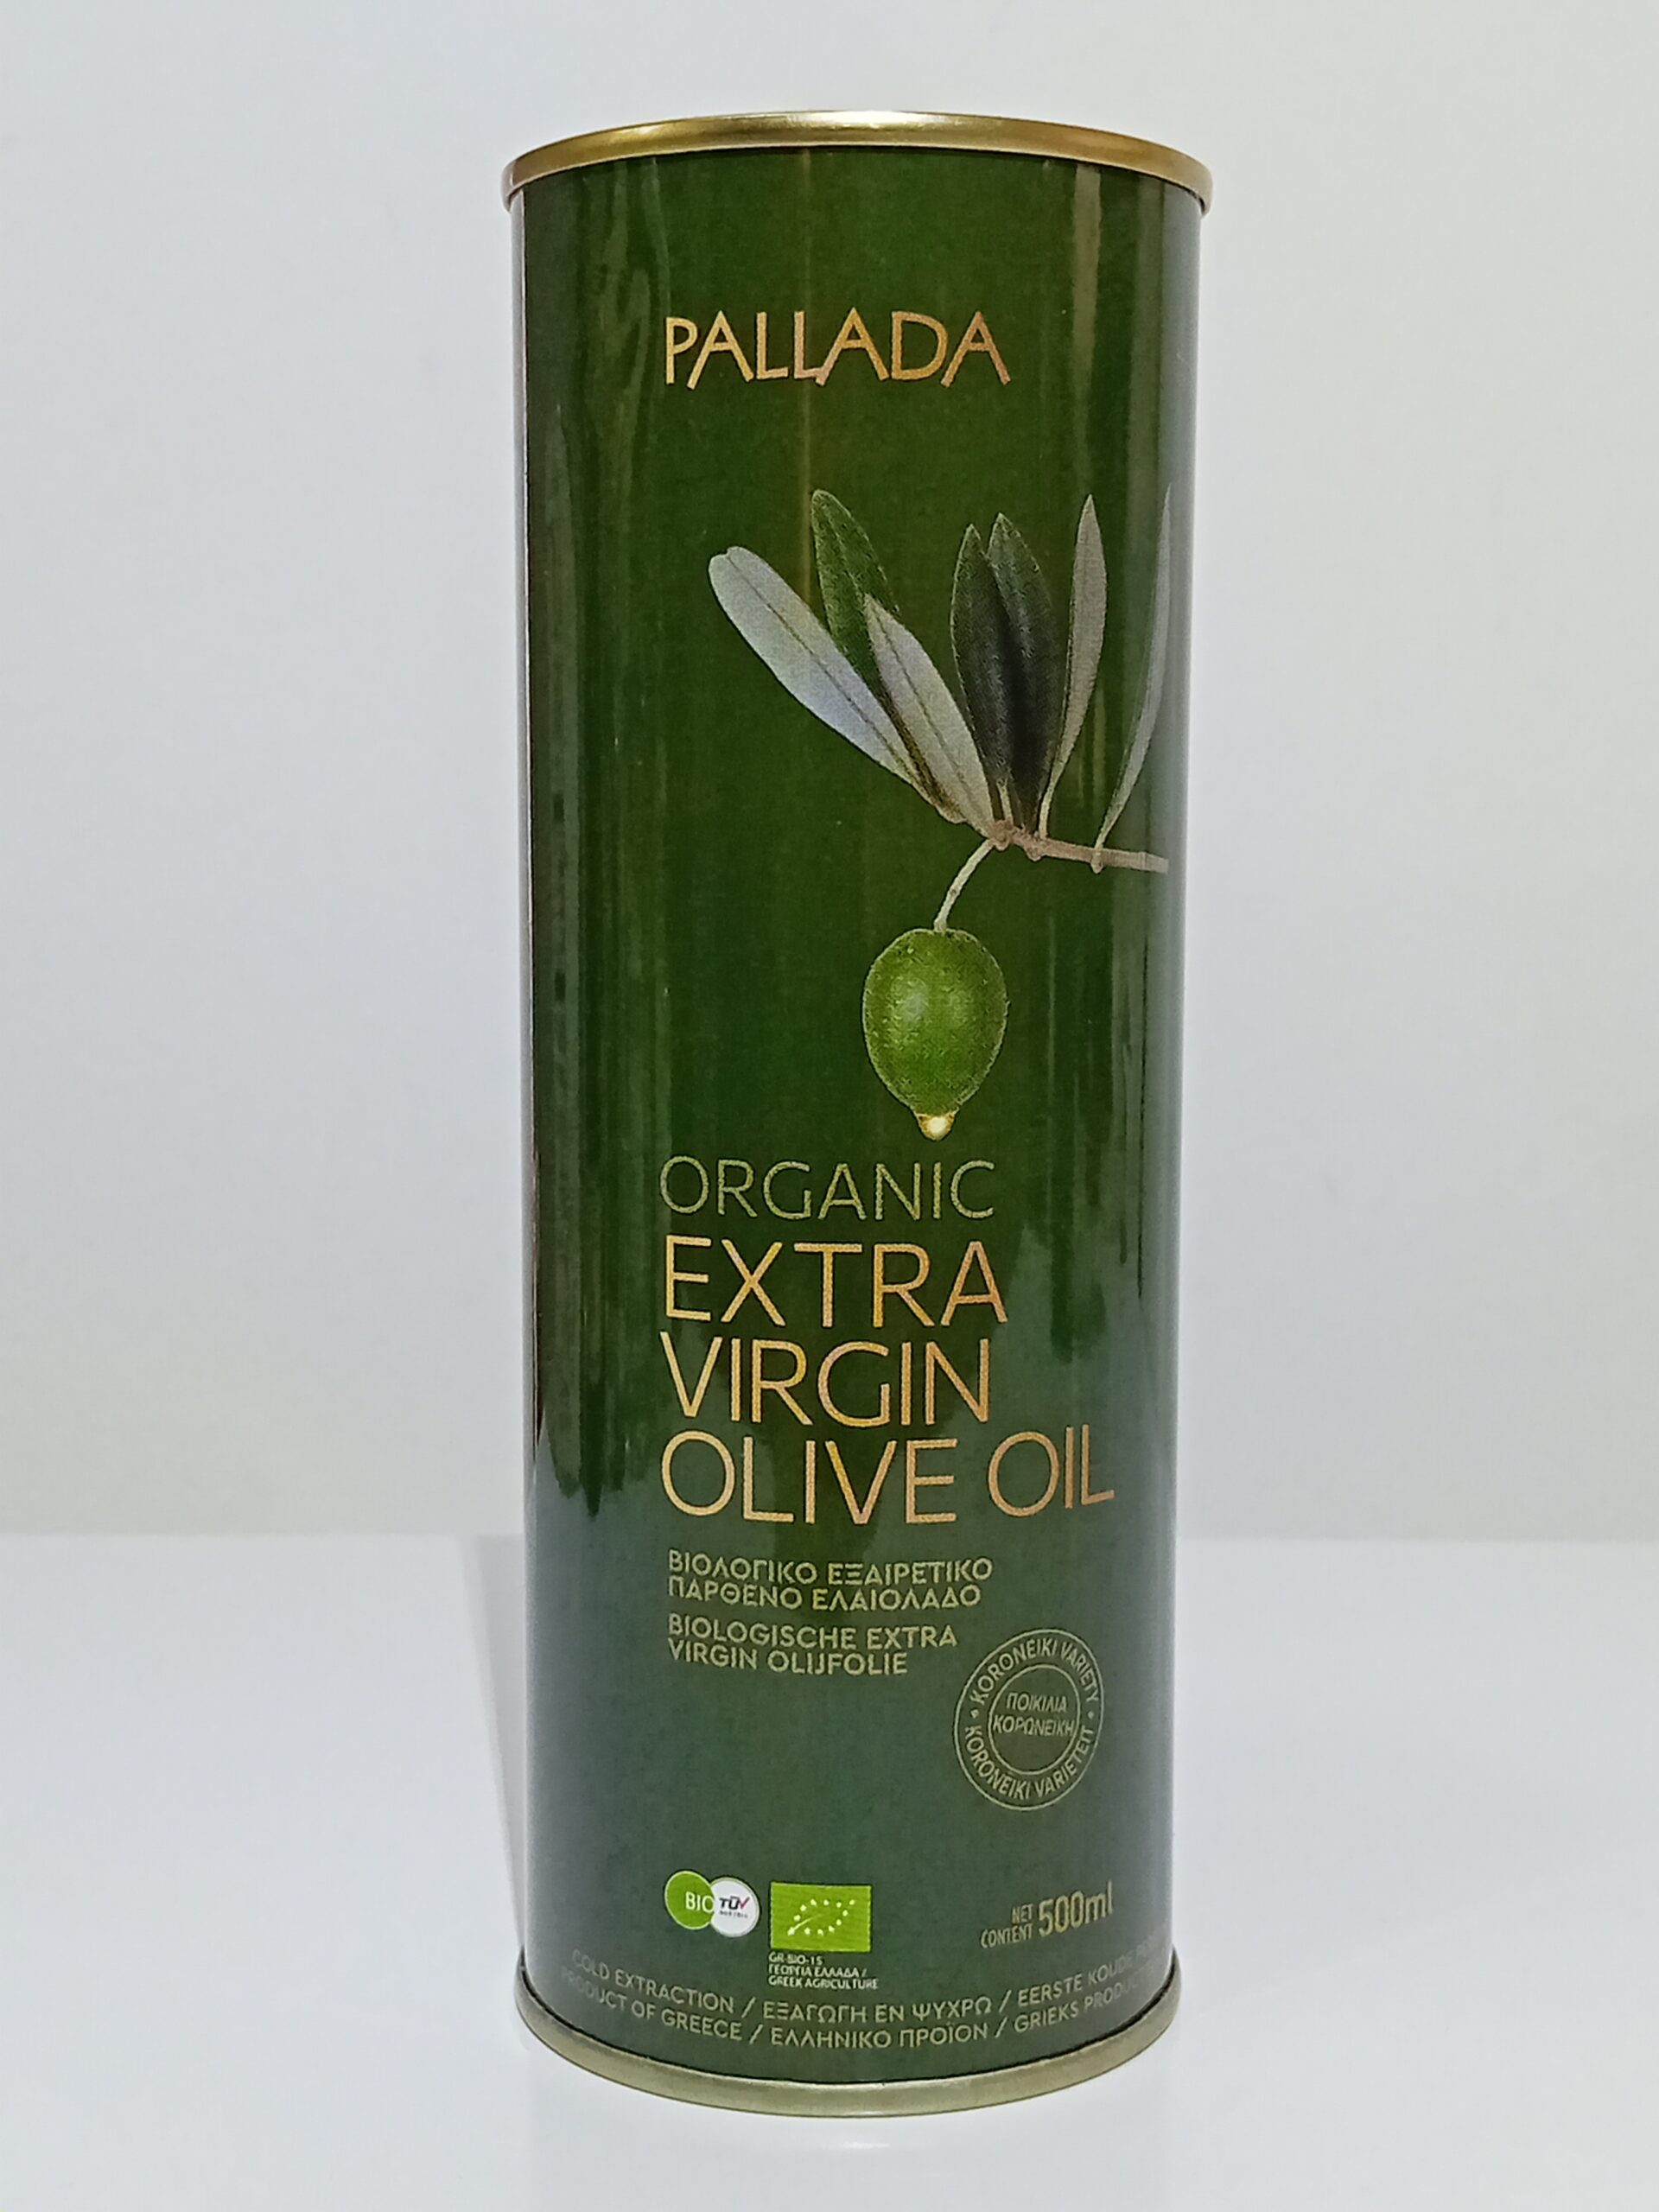 PALLADA
ORGANIC
EXTRA
VIRGIN
OLIVE OIL
ΒΙΟΛΟΓΙΚΟ ΕΞΑΙΡΕΤΙΚΟ
ΠΑΡΘΕΝΟ ΕΛΑΙΟΛΑΔΟ
BIOLOGISCHE EXTRA
VIRGIN OLIJFOLIE
KORONEIKI VARIETY
ΠΟΙΚΙΛΙΑ
ΚΟΡΩΝΕΙΚΗ
KORONEIKI VARIETEIT
BIO TÜV
GR-BIO-15
ΓΕΩΡΓΙΑ ΕΛΛΑΔΑ /
GREEK AGRICULTURE
NET
CONTENT 500ml
COLD EXTRACTION / ΕΞΑΓΩΓΗ ΕΝ ΨΥΧΡΩ / EERSTE KOUDE
PRODUCT OF GREECE / ΕΛΛΗΝΙΚΟ ΠΡΟΪΟΝ / GRIEKS